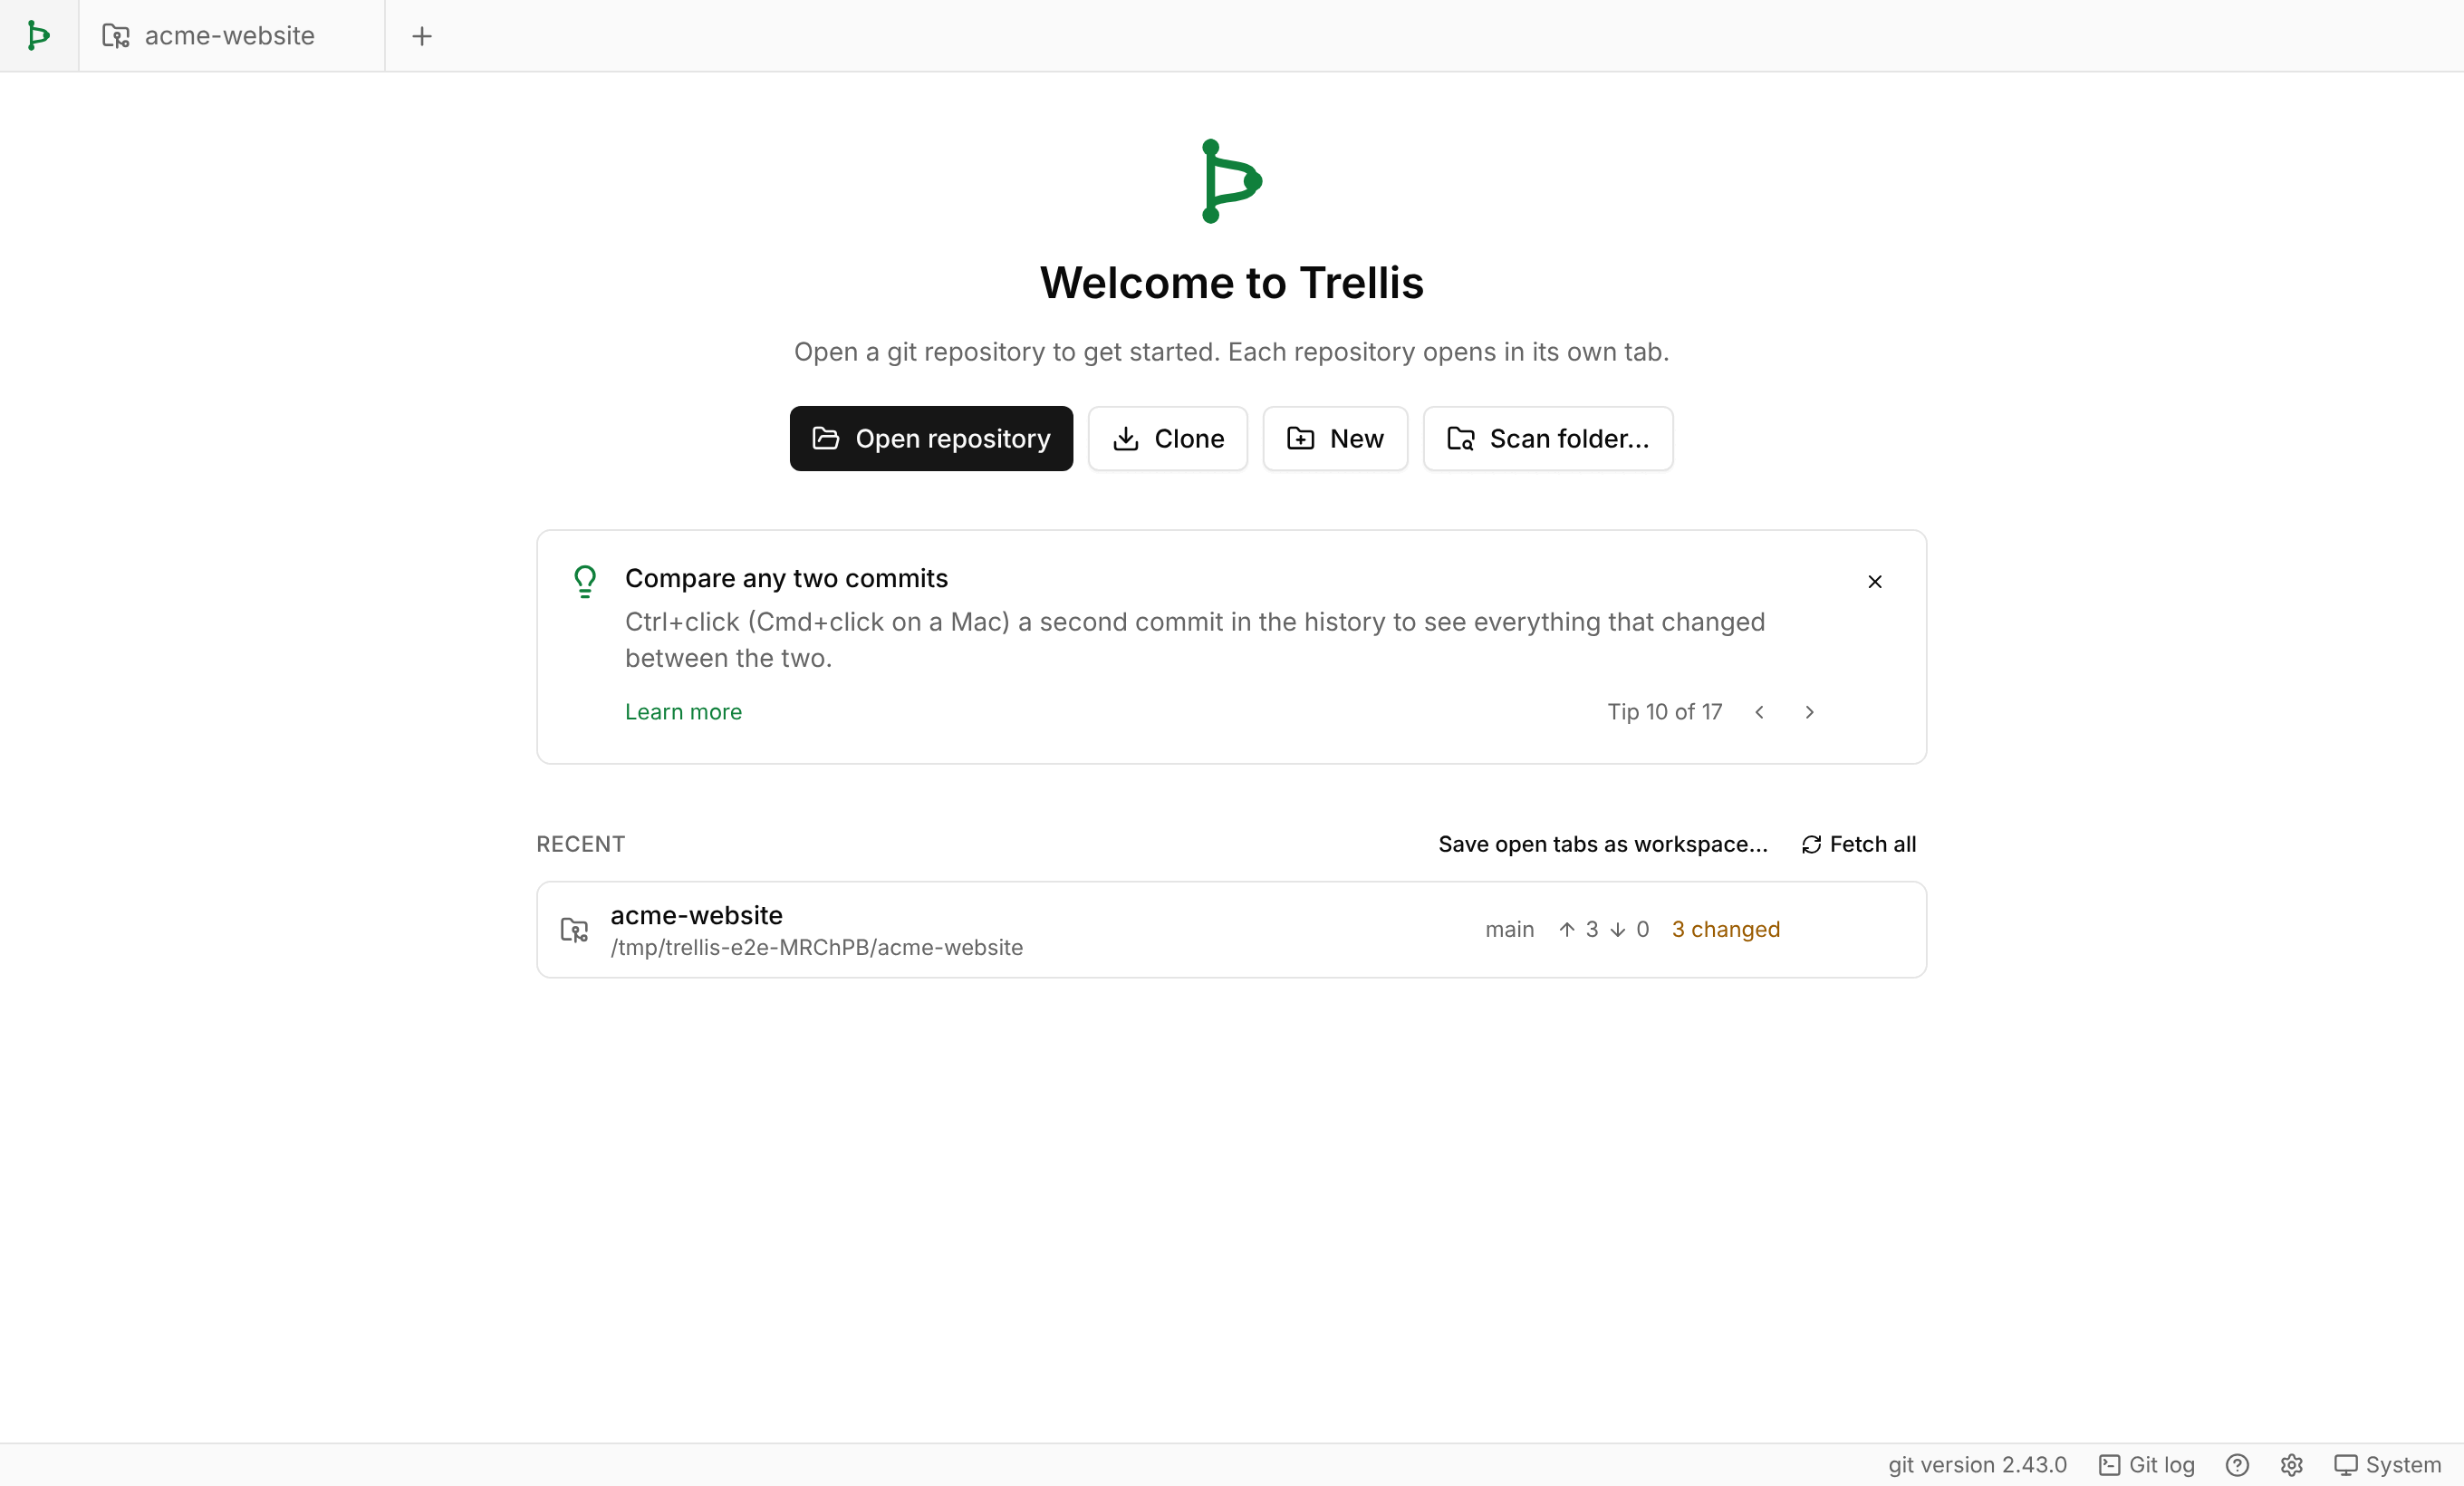 acme-website
Welcome to Trellis
Open a git repository to get started. Each repository opens in its own tab.
Open repository
Clone
New
Scan folder...
Compare any two commits
Ctrl+click (Cmd+click on a Mac) a second commit in the history to see everything that changed
between the two.
Learn more
Tip 10 of 17
RECENT
Save open tabs as workspace...
Fetch all
acme-website
/tmp/trellis-e2e-MRChPB/acme-website
main ↑ 3 ↓ 0 3 changed
git version 2.43.0
Git log
System